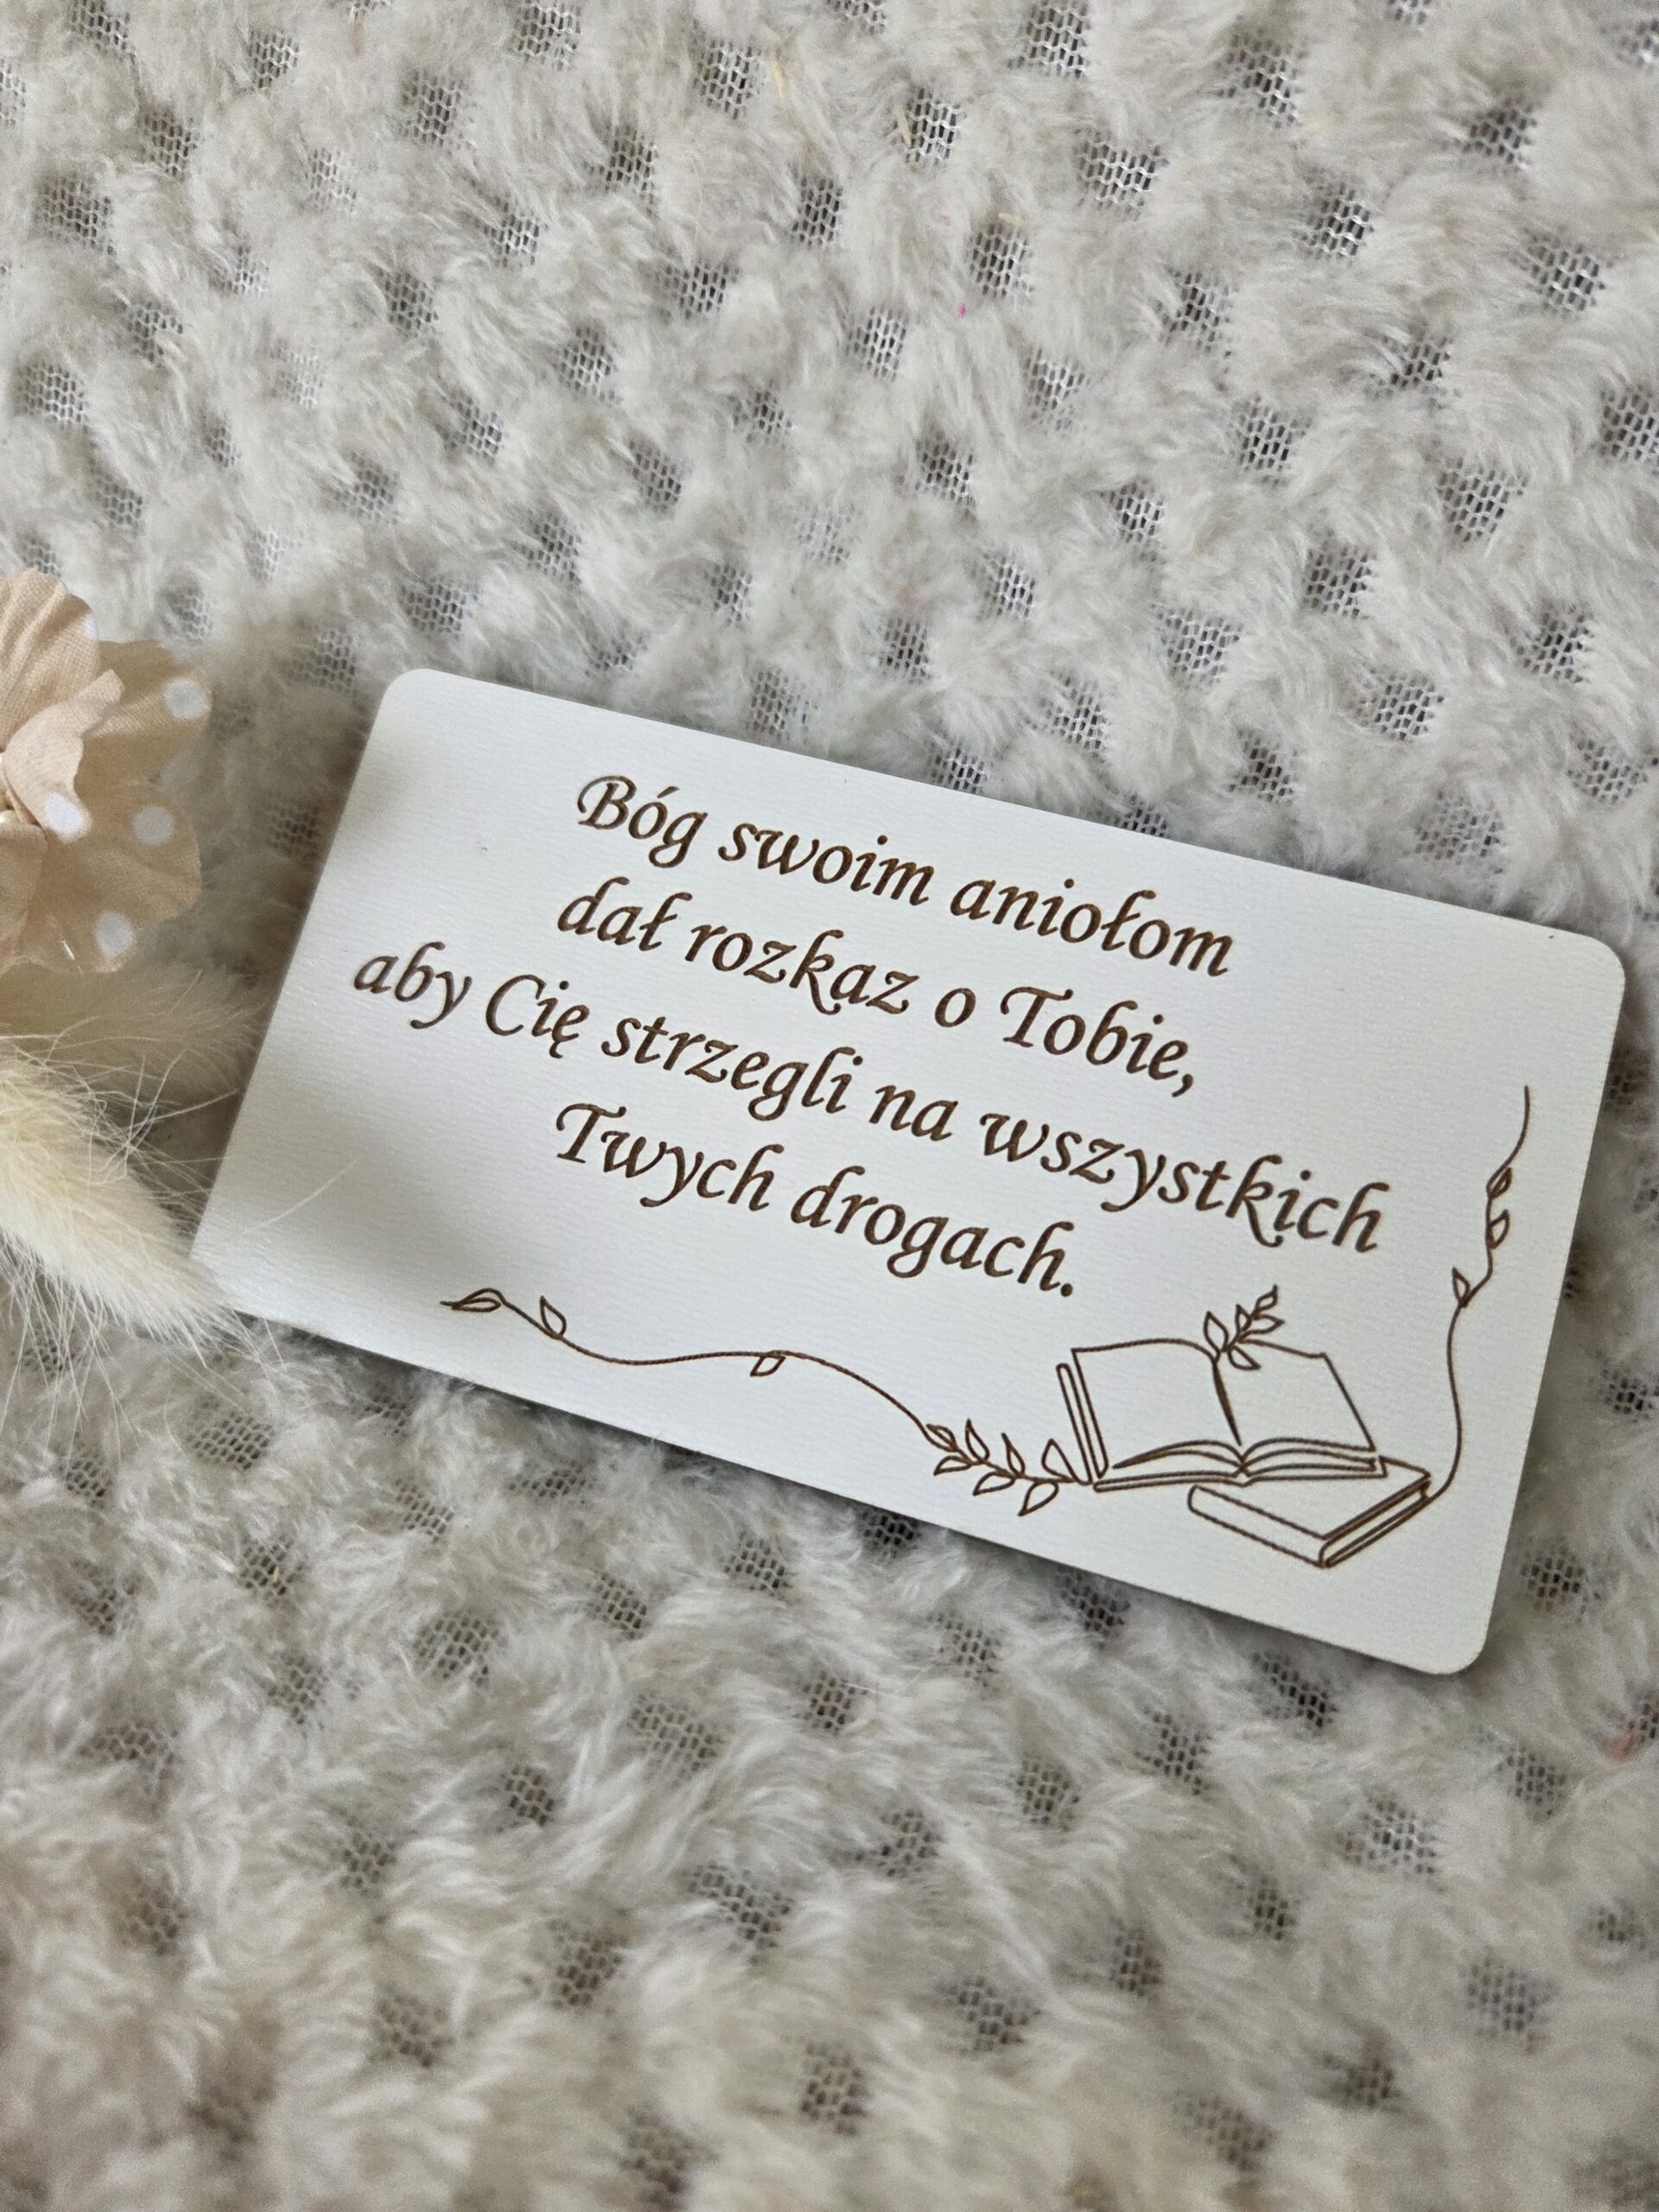 Bóg swoim aniołom
dał rozkaz o Tobie,
aby Cię strzegli na wszystkich
Twych drogach.